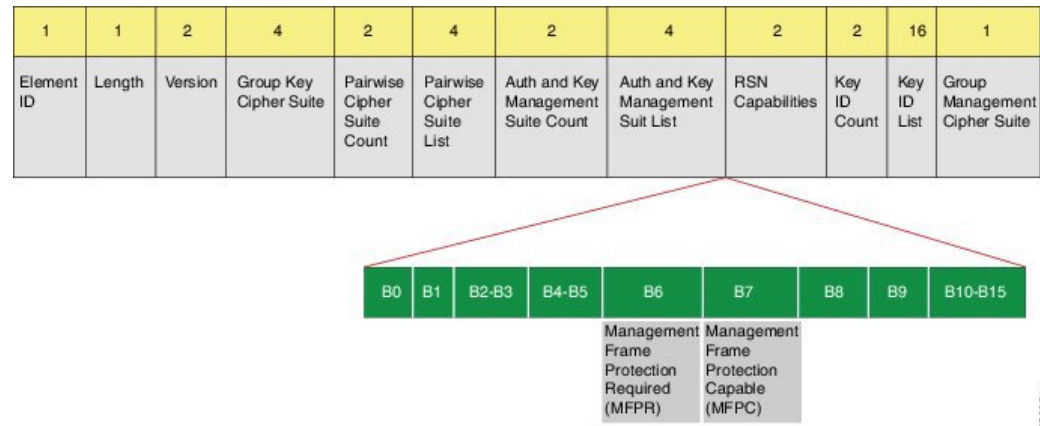 1 1 2 4 2 4 2 4 2 2 16 1
Element ID
Length
Version
Group Key Cipher Suite
Pairwise Cipher Suite Count
Pairwise Cipher Suite List
Auth and Key Management Suite Count
Auth and Key Management Suit List
RSN Capabilities
Key ID Count
Key ID List
Group Management Cipher Suite
B0 B1 B2-B3 B4-B5 B6 B7 B8 B9 B10-B15
Management Frame Protection Required (MFPR)
Management Frame Protection Capable (MFPC)